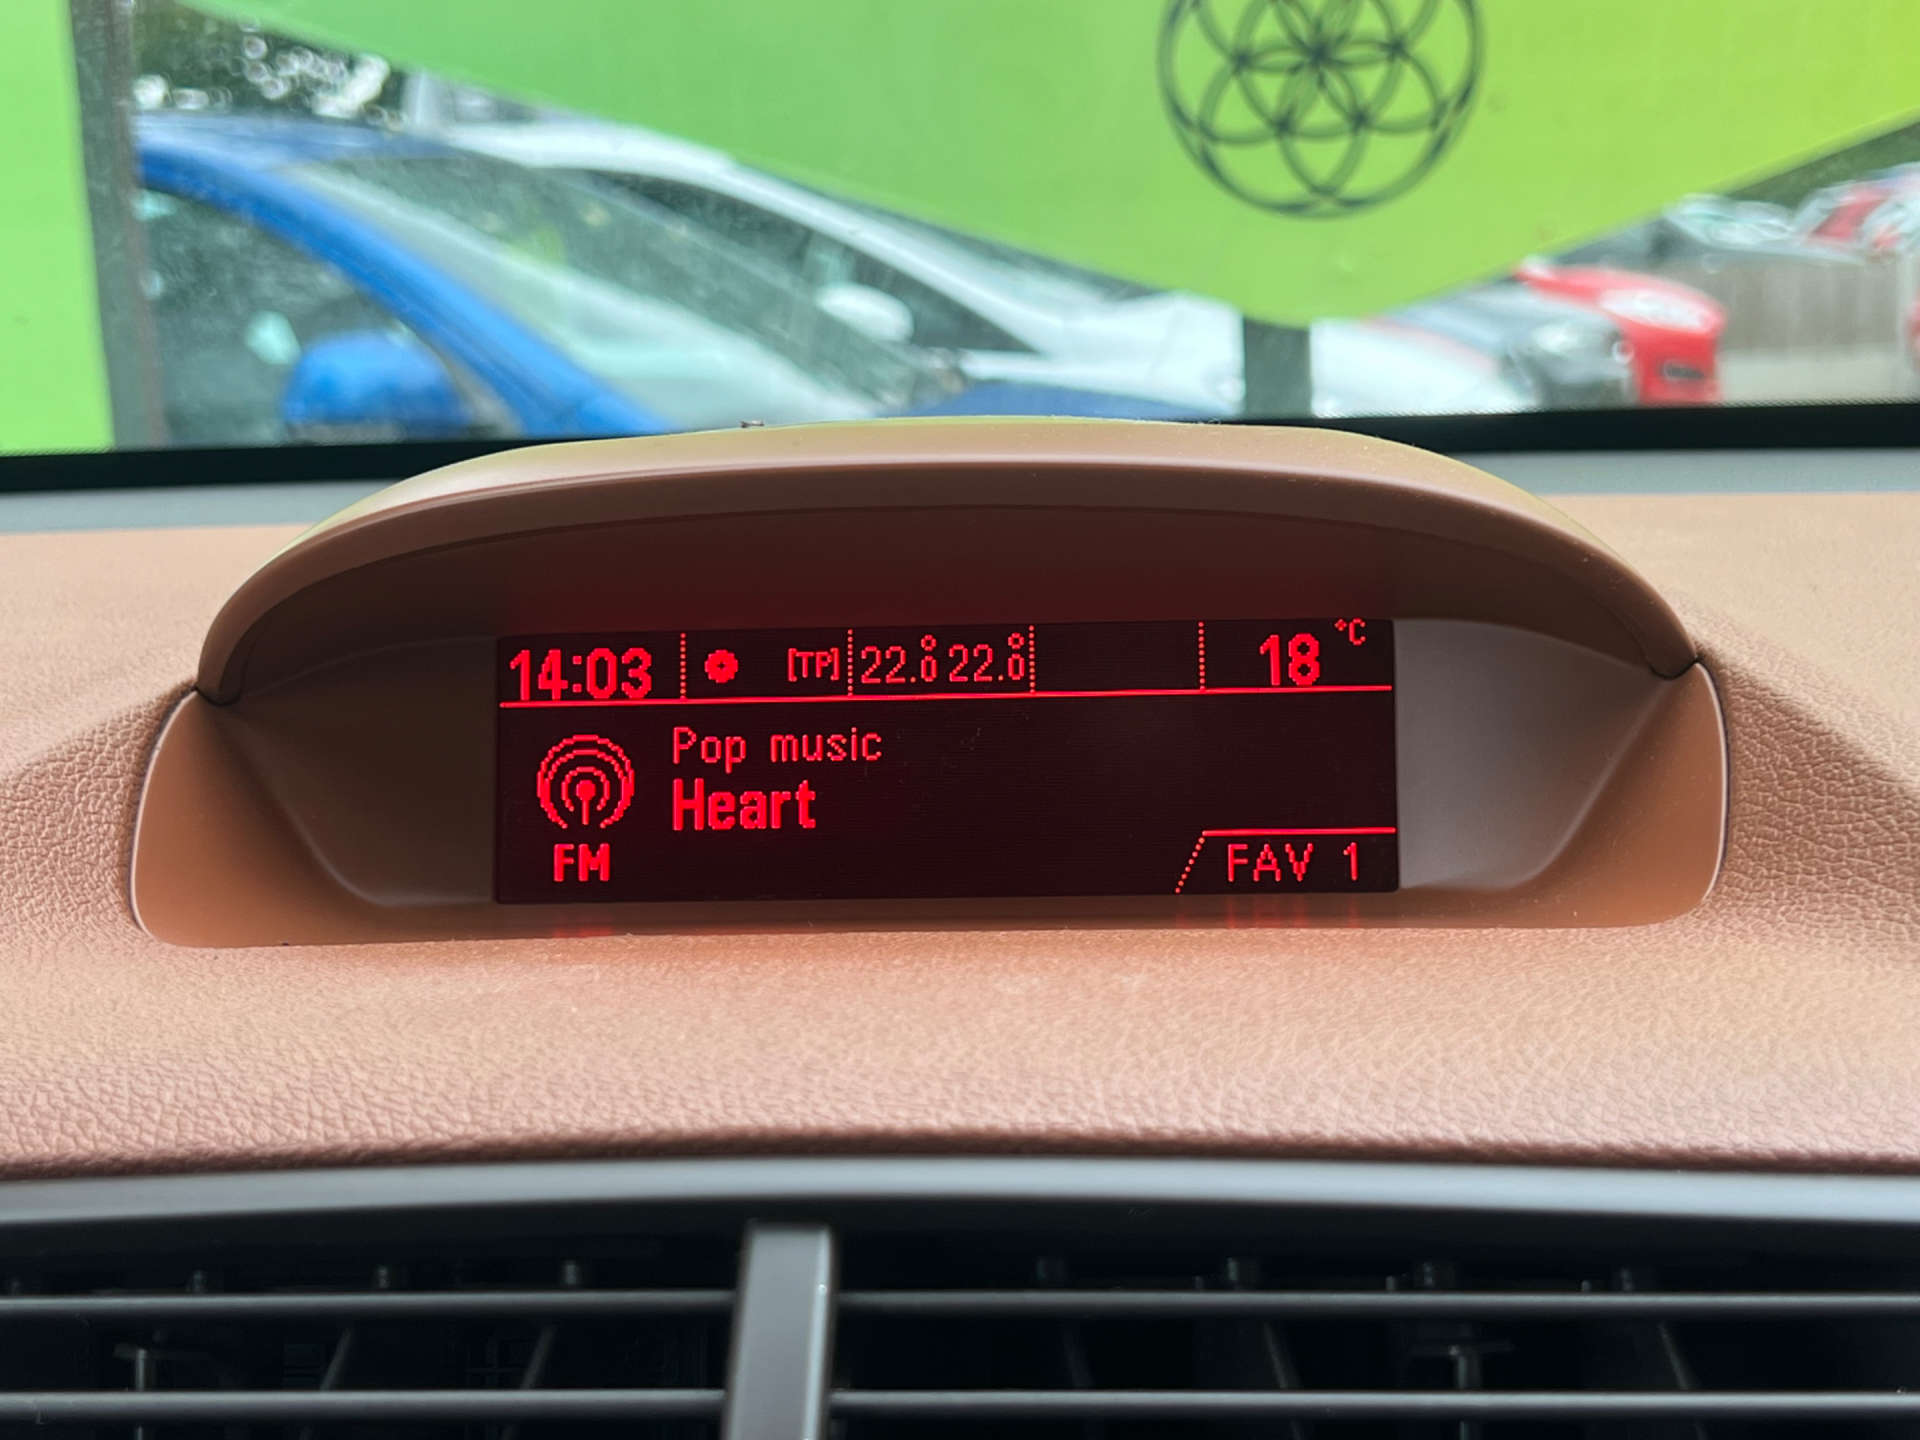 14:03 [TP] 22.0° 22.0° 18 °C
Pop music
Heart
FM
FAV 1